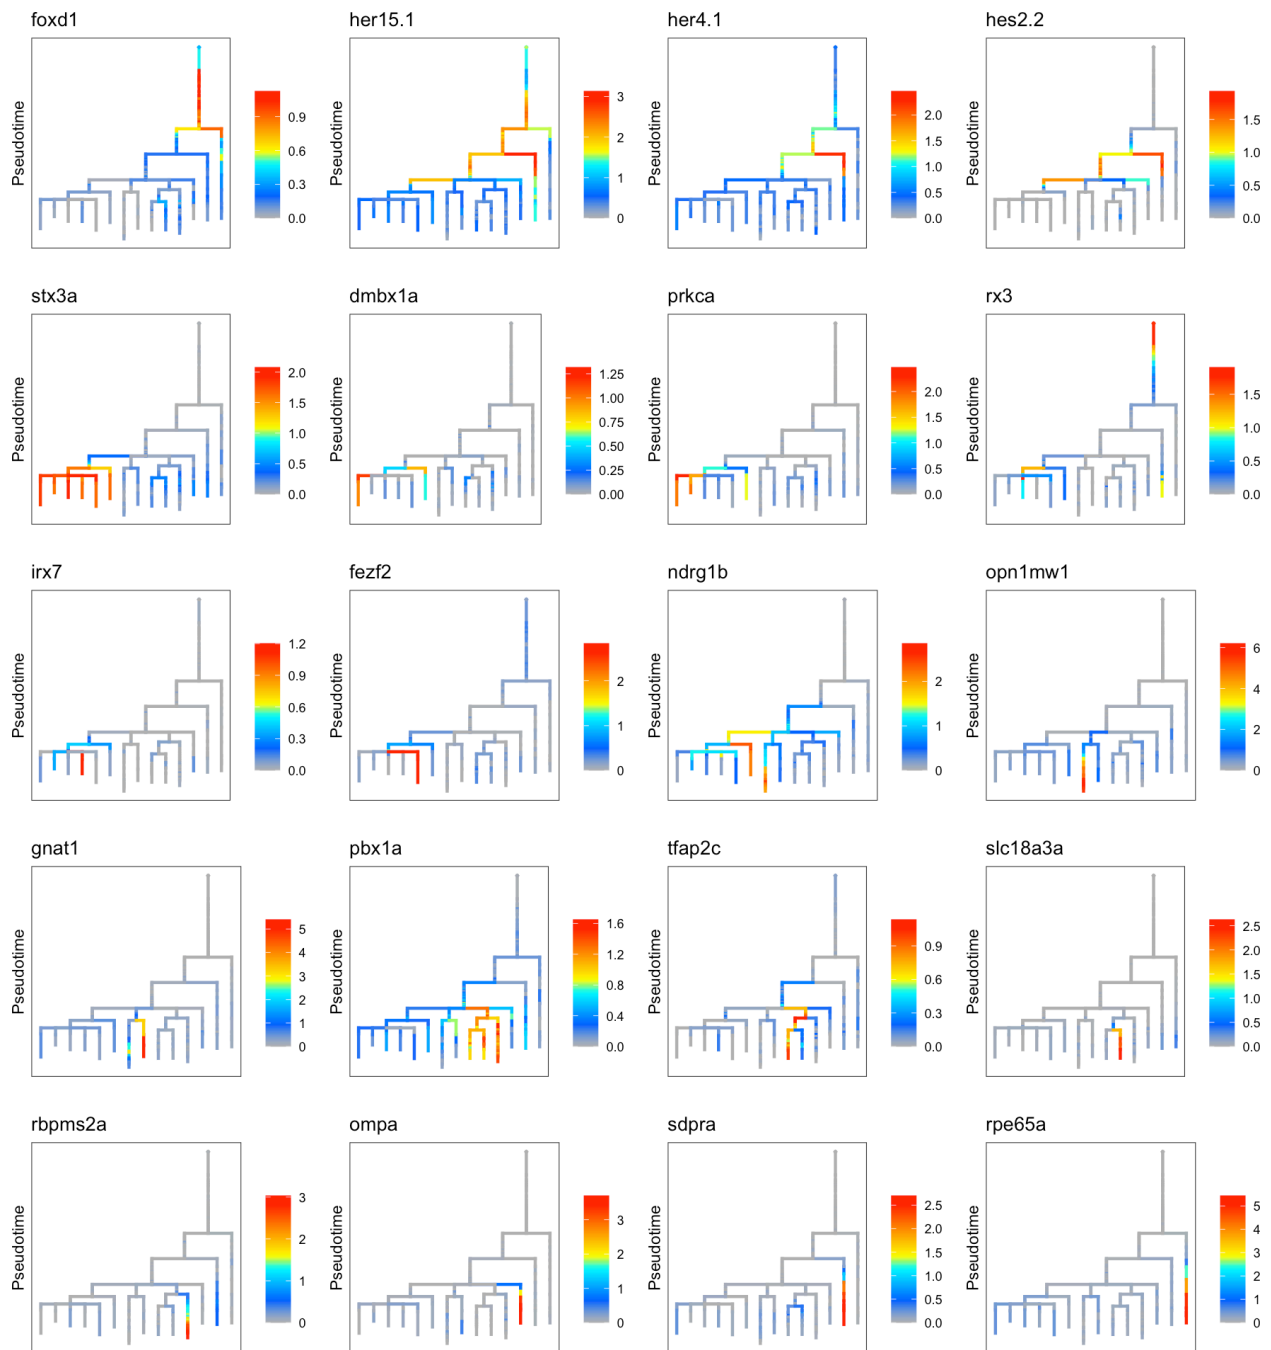 foxd1
her15.1
her4.1
hes2.2
Pseudotime
0.9
0.6
0.3
0.0
Pseudotime
3
2
1
0
Pseudotime
2.0
1.5
1.0
0.5
0.0
Pseudotime
1.5
1.0
0.5
0.0
stx3a
dmbx1a
prkca
rx3
Pseudotime
2.0
1.5
1.0
0.5
0.0
Pseudotime
1.25
1.00
0.75
0.50
0.25
0.00
Pseudotime
2.0
1.5
1.0
0.5
0.0
Pseudotime
1.5
1.0
0.5
0.0
irx7
fezf2
ndrg1b
opn1mw1
Pseudotime
1.2
0.9
0.6
0.3
0.0
Pseudotime
2
1
0
Pseudotime
2
1
0
Pseudotime
6
4
2
0
gnat1
pbx1a
tfap2c
slc18a3a
Pseudotime
5
4
3
2
1
0
Pseudotime
1.6
1.2
0.8
0.4
0.0
Pseudotime
0.9
0.6
0.3
0.0
Pseudotime
2.5
2.0
1.5
1.0
0.5
0.0
rbpms2a
ompa
sdpra
rpe65a
Pseudotime
3
2
1
0
Pseudotime
3
2
1
0
Pseudotime
2.5
2.0
1.5
1.0
0.5
0.0
Pseudotime
5
4
3
2
1
0